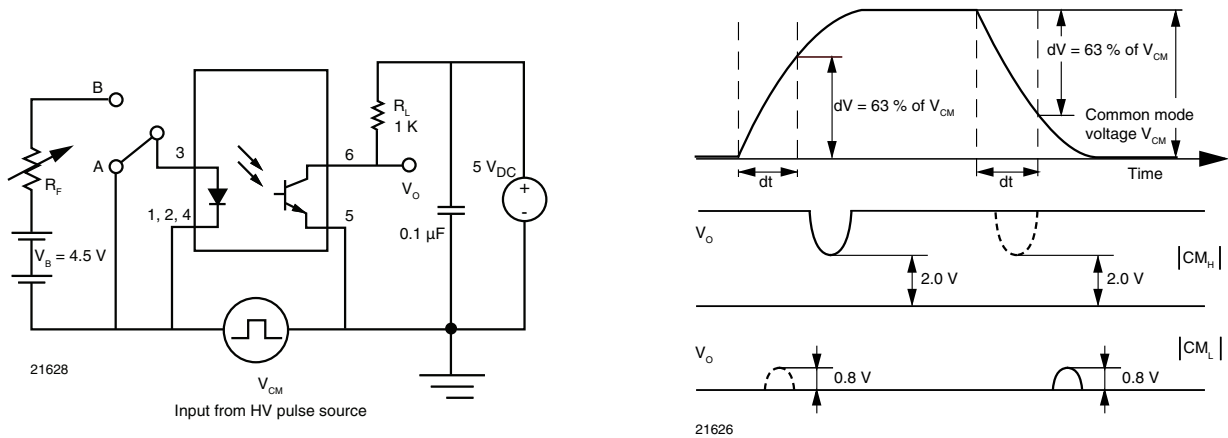 B
A
R_F
V_B = 4.5 V
3
1, 2, 4
6
5
R_L
1 K
V_O
0.1 µF
5 V_DC
+
-
V_CM
Input from HV pulse source
21628
dV = 63 % of V_CM
dV = 63 % of V_CM
Common mode
voltage V_CM
dt
dt
Time
V_O
2.0 V
2.0 V
|CM_H|
V_O
0.8 V
0.8 V
|CM_L|
21626